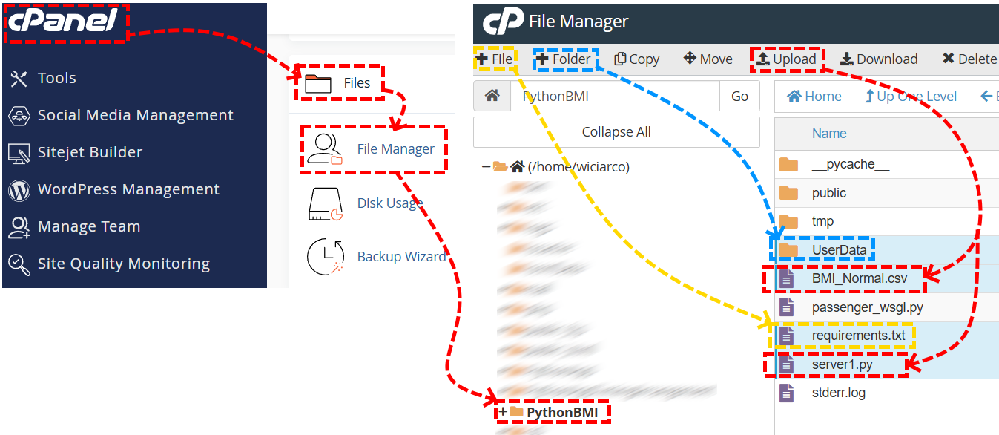 cPanel
Tools
Social Media Management
Sitejet Builder
WordPress Management
Manage Team
Site Quality Monitoring
Files
File Manager
Disk Usage
Backup Wizard
cP File Manager
+ File + Folder Copy Move Upload Download Delete
PythonBMI Go
Collapse All
(/home/wiciarco)
+ PythonBMI
Home Up One Level
Name
__pycache__
public
tmp
UserData
BMI_Normal.csv
passenger_wsgi.py
requirements.txt
server1.py
stderr.log